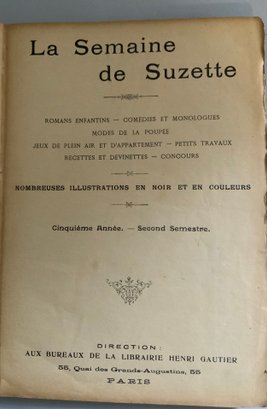 La Semaine
de Suzette
ROMANS ENFANTINS — COMÉDIES ET MONOLOGUES
MODES DE LA POUPÉE
JEUX DE PLEIN AIR ET D'APPARTEMENT — PETITS TRAVAUX
RECETTES ET DEVINETTES — CONCOURS
NOMBREUSES ILLUSTRATIONS EN NOIR ET EN COULEURS
Cinquième Année. — Second Semestre.
DIRECTION :
AUX BUREAUX DE LA LIBRAIRIE HENRI GAUTIER
55, Quai des Grands-Augustins, 55
PARIS